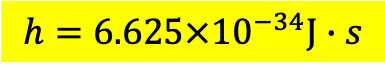 h = 6.625×10⁻³⁴J · s